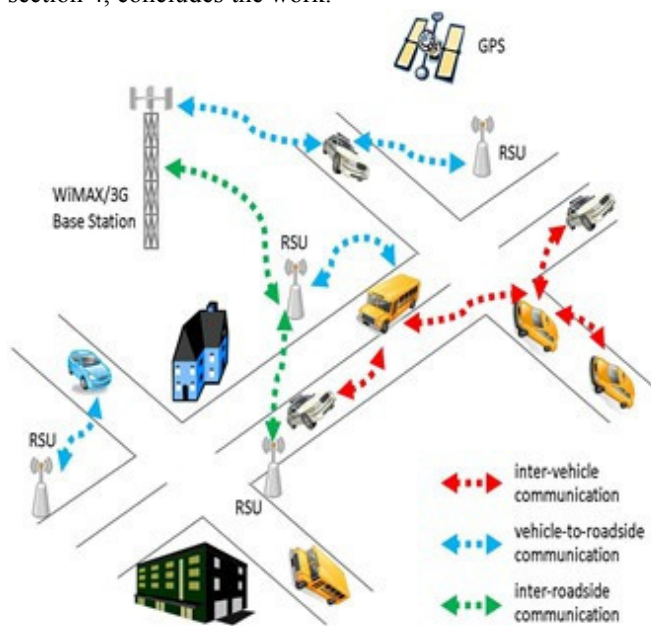 section 4, concludes the work.
GPS
RSU
WiMAX/3G
Base Station
RSU
RSU
RSU
inter-vehicle
communication
vehicle-to-roadside
communication
inter-roadside
communication